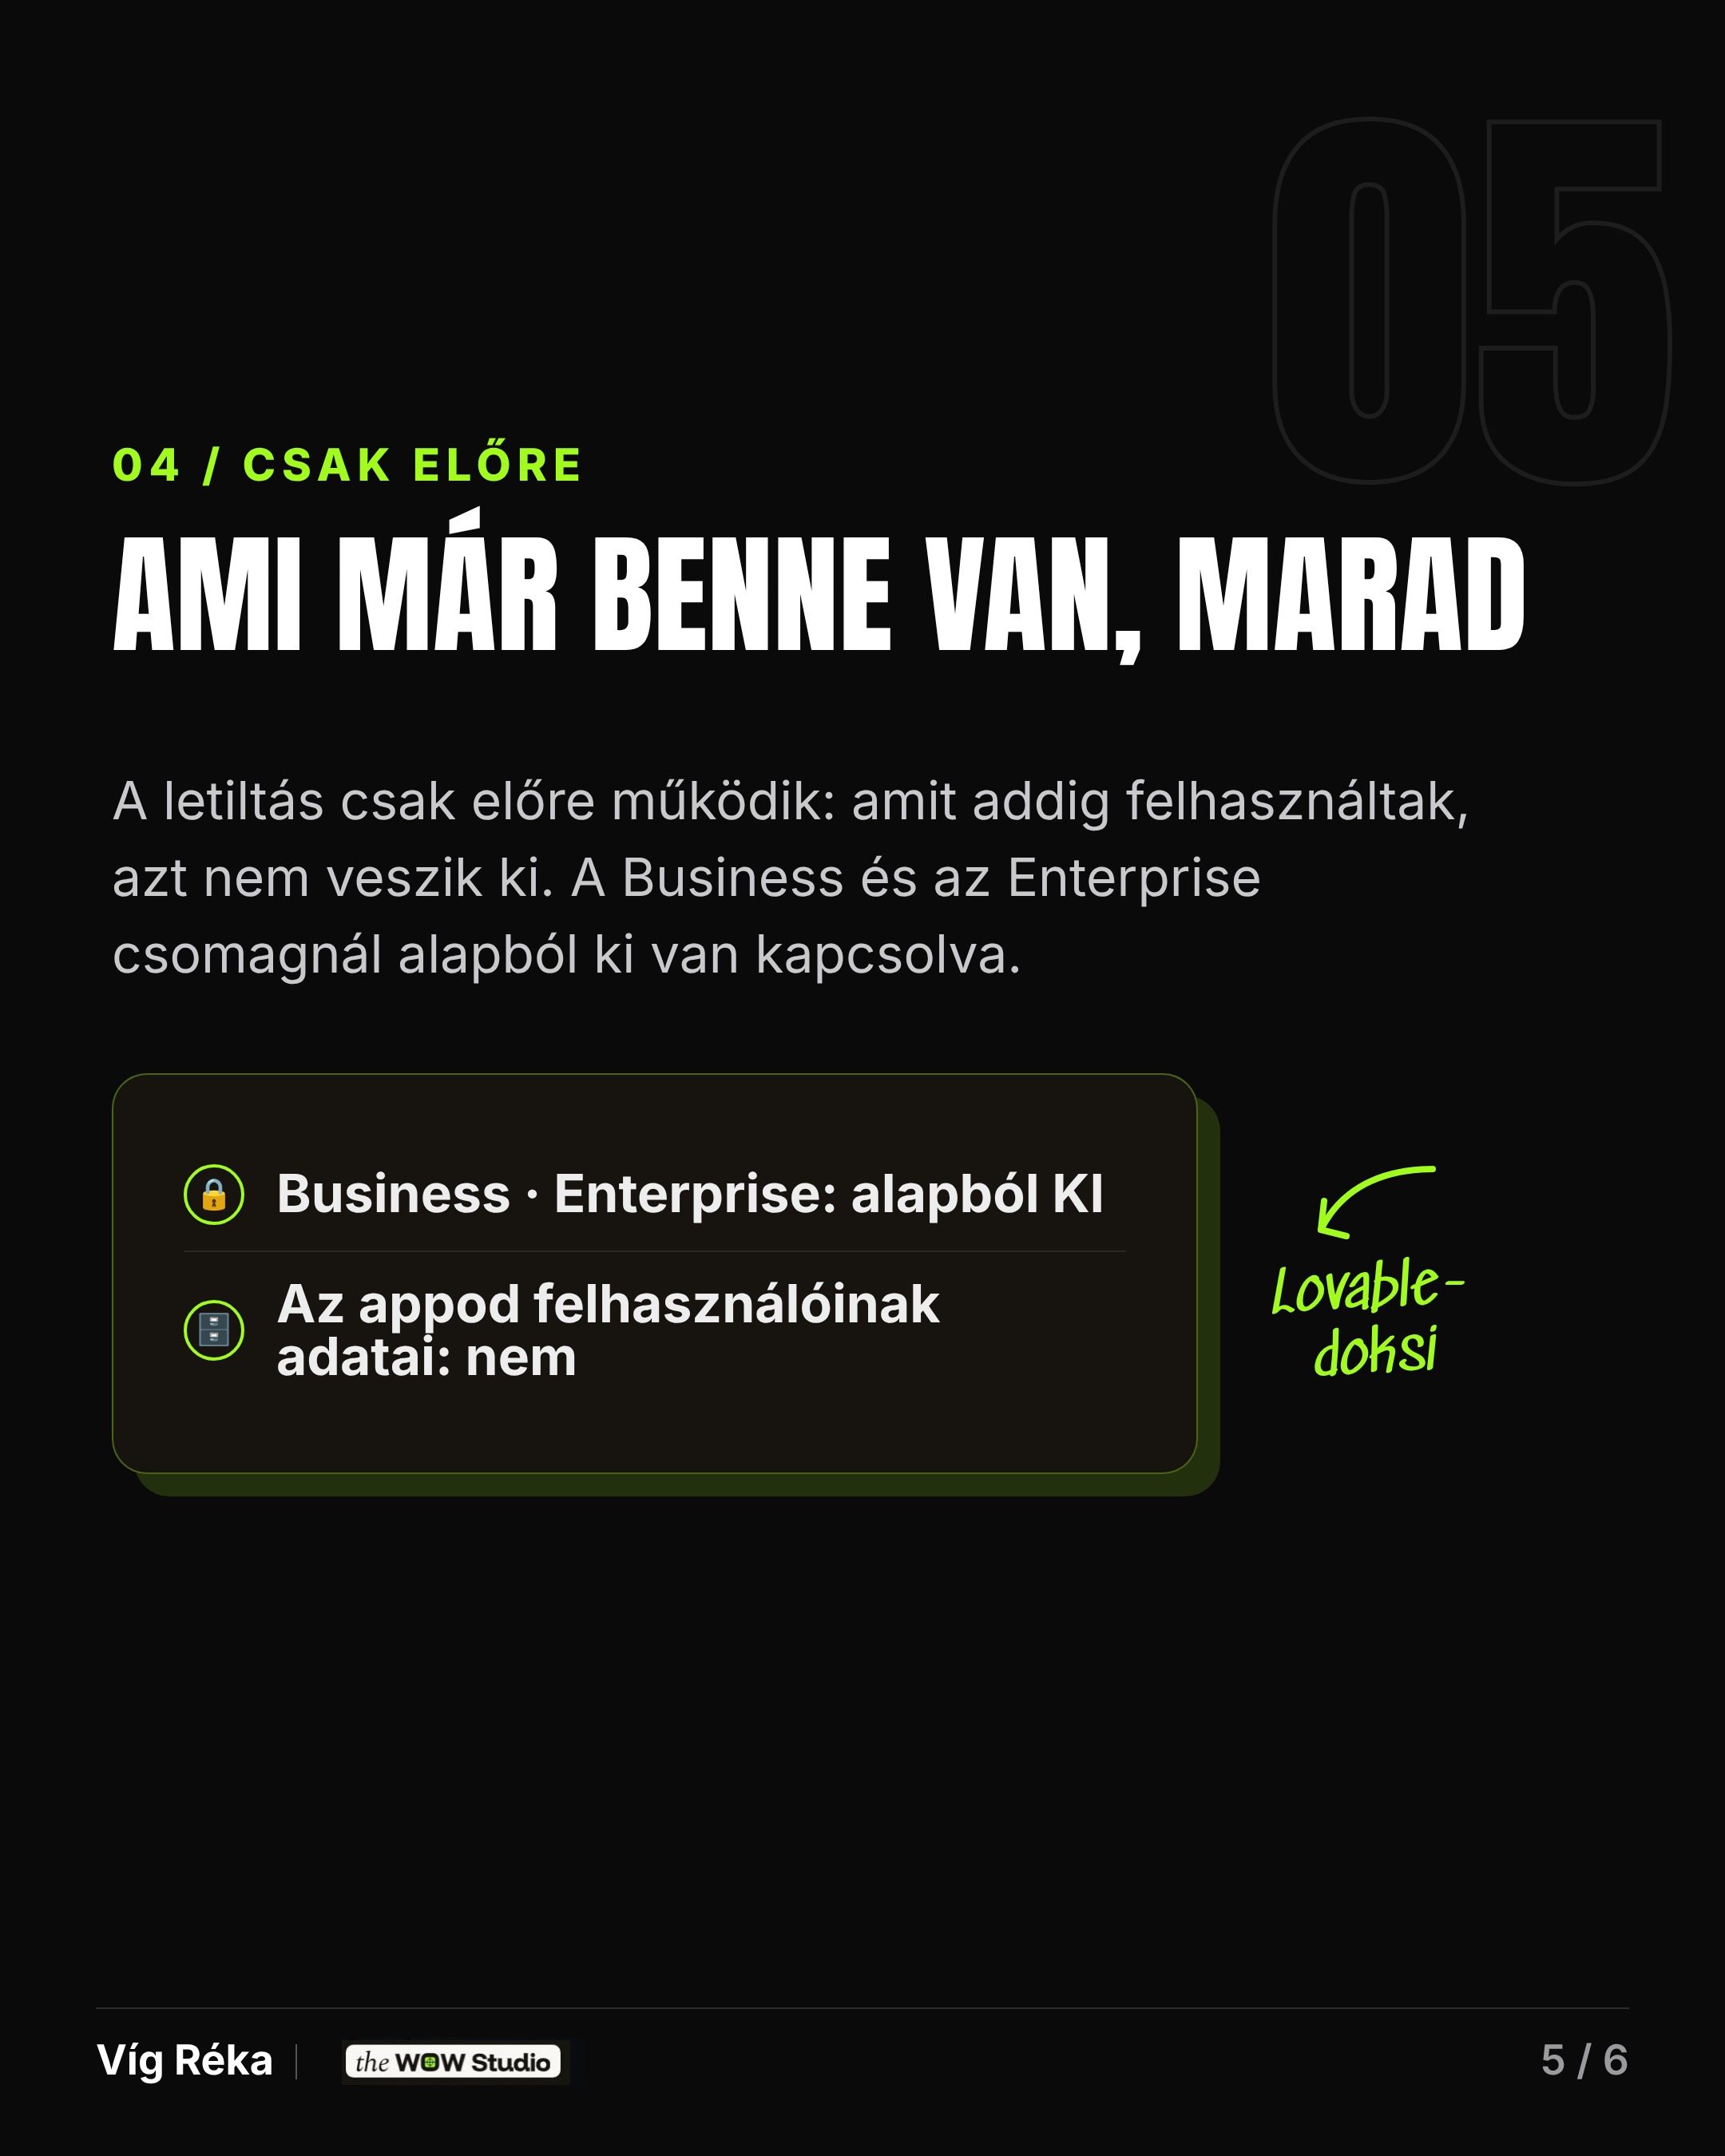 05
04 / CSAK ELŐRE
AMI MÁR BENNE VAN, MARAD
A letiltás csak előre működik: amit addig felhasználtak,
azt nem veszik ki. A Business és az Enterprise
csomagnál alapból ki van kapcsolva.
Business · Enterprise: alapból KI
Az appod felhasználóinak
adatai: nem
Lovable-
doksi
Víg Réka
the WOW Studio
5 / 6